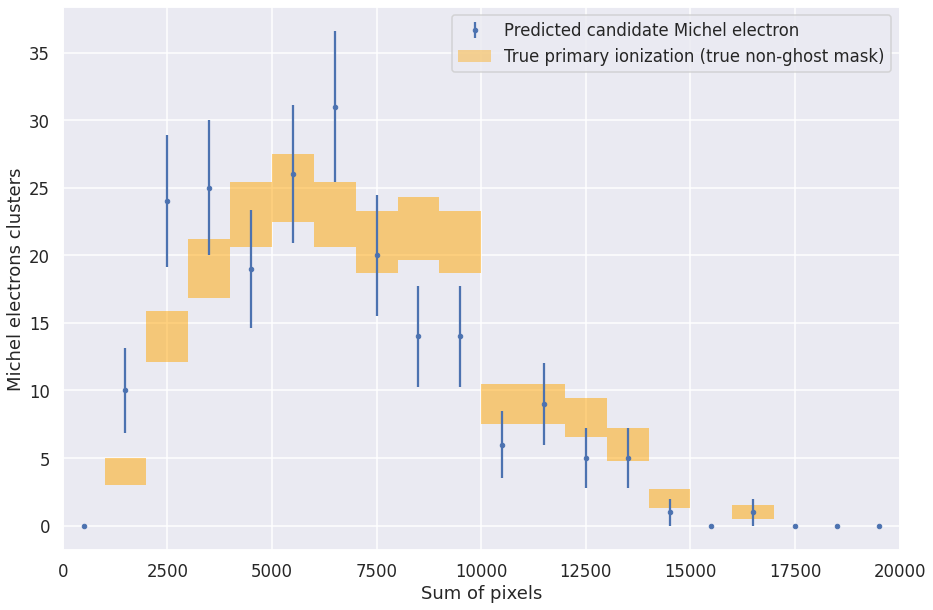 Predicted candidate Michel electron
True primary ionization (true non-ghost mask)
Michel electrons clusters
35
30
25
20
15
10
5
0
0 2500 5000 7500 10000 12500 15000 17500 20000
Sum of pixels